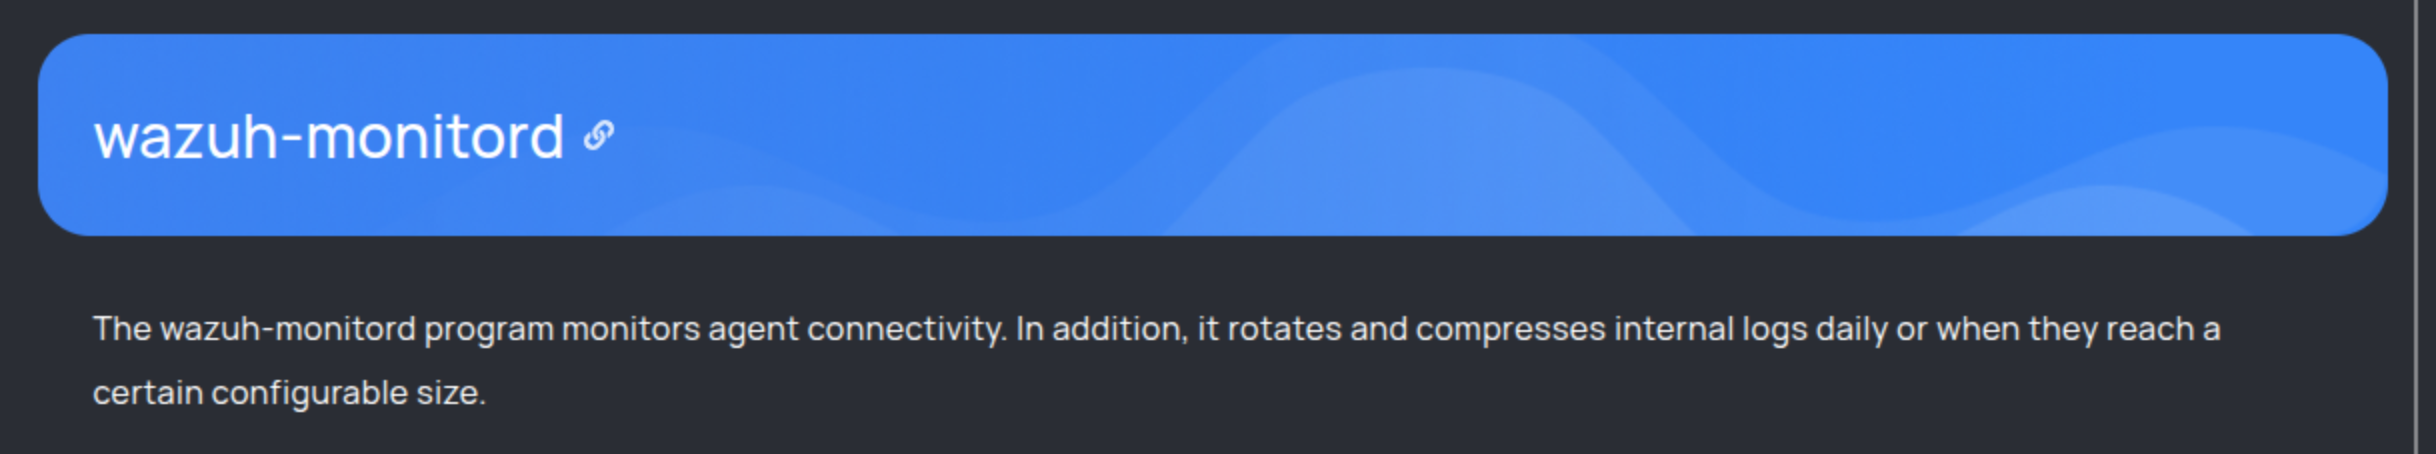 wazuh-monitord
The wazuh-monitord program monitors agent connectivity. In addition, it rotates and compresses internal logs daily or when they reach a
certain configurable size.